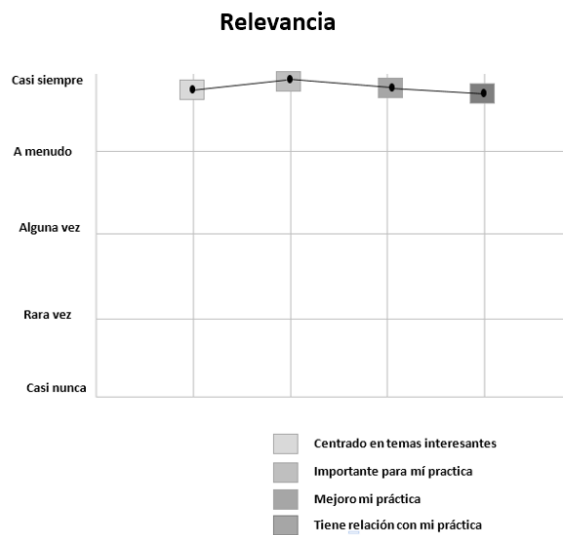 Relevancia
Casi siempre
A menudo
Alguna vez
Rara vez
Casi nunca
Centrado en temas interesantes
Importante para mí practica
Mejoro mi práctica
Tiene relación con mi práctica